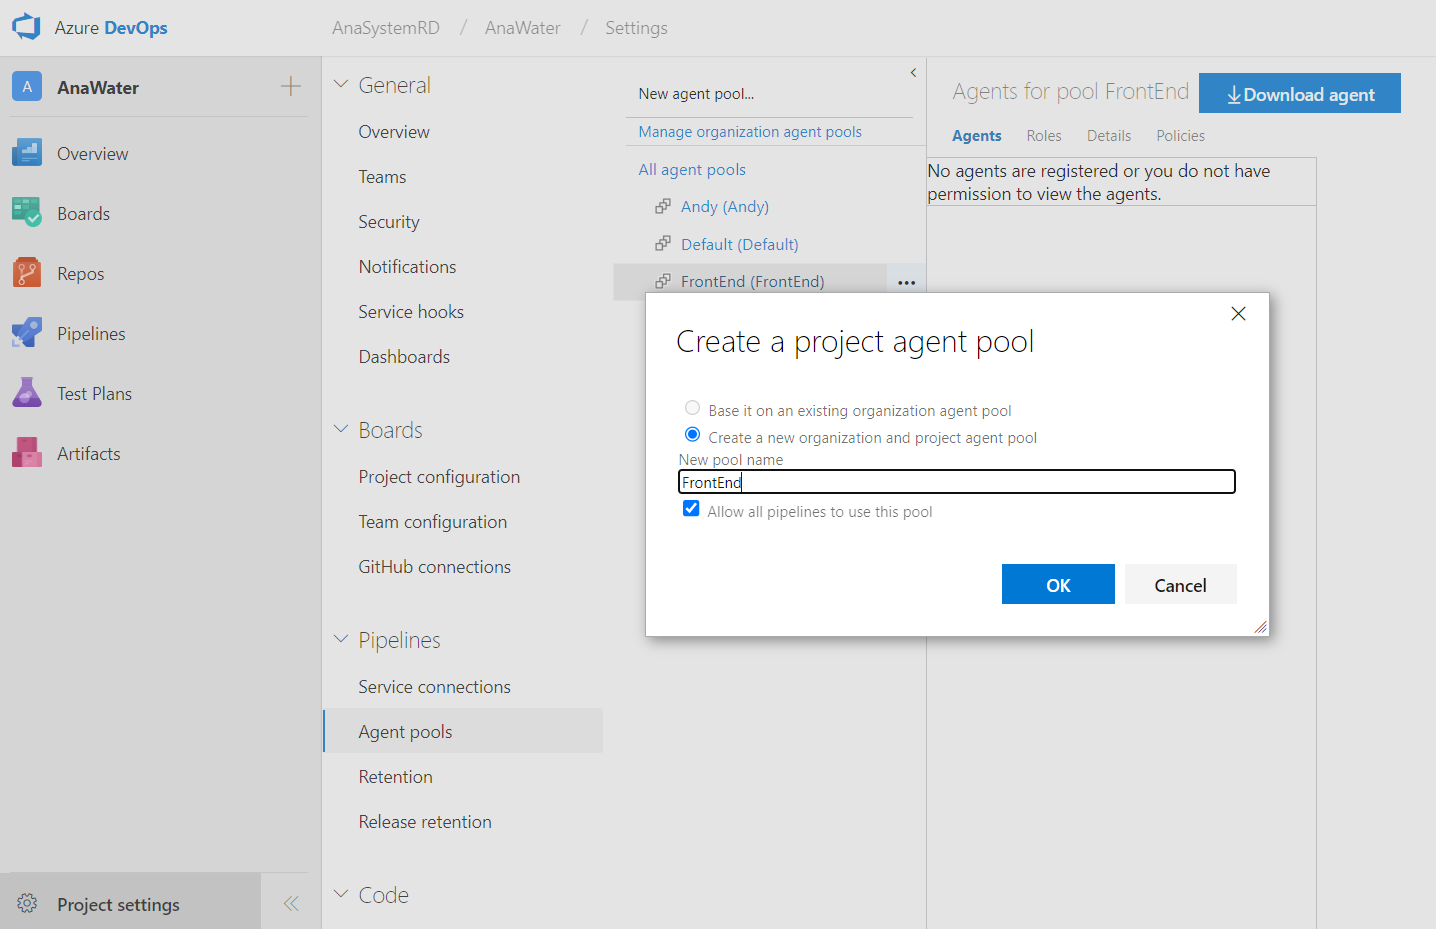 Azure DevOps
AnaSystemRD / AnaWater / Settings
A AnaWater
Overview
Boards
Repos
Pipelines
Test Plans
Artifacts
Project settings
General
Overview
Teams
Security
Notifications
Service hooks
Dashboards
Boards
Project configuration
Team configuration
GitHub connections
Pipelines
Service connections
Agent pools
Retention
Release retention
Code
New agent pool...
Manage organization agent pools
All agent pools
Andy (Andy)
Default (Default)
FrontEnd (FrontEnd)
Agents for pool FrontEnd
Download agent
Agents Roles Details Policies
No agents are registered or you do not have
permission to view the agents.
Create a project agent pool
Base it on an existing organization agent pool
Create a new organization and project agent pool
New pool name
FrontEnd
Allow all pipelines to use this pool
OK Cancel